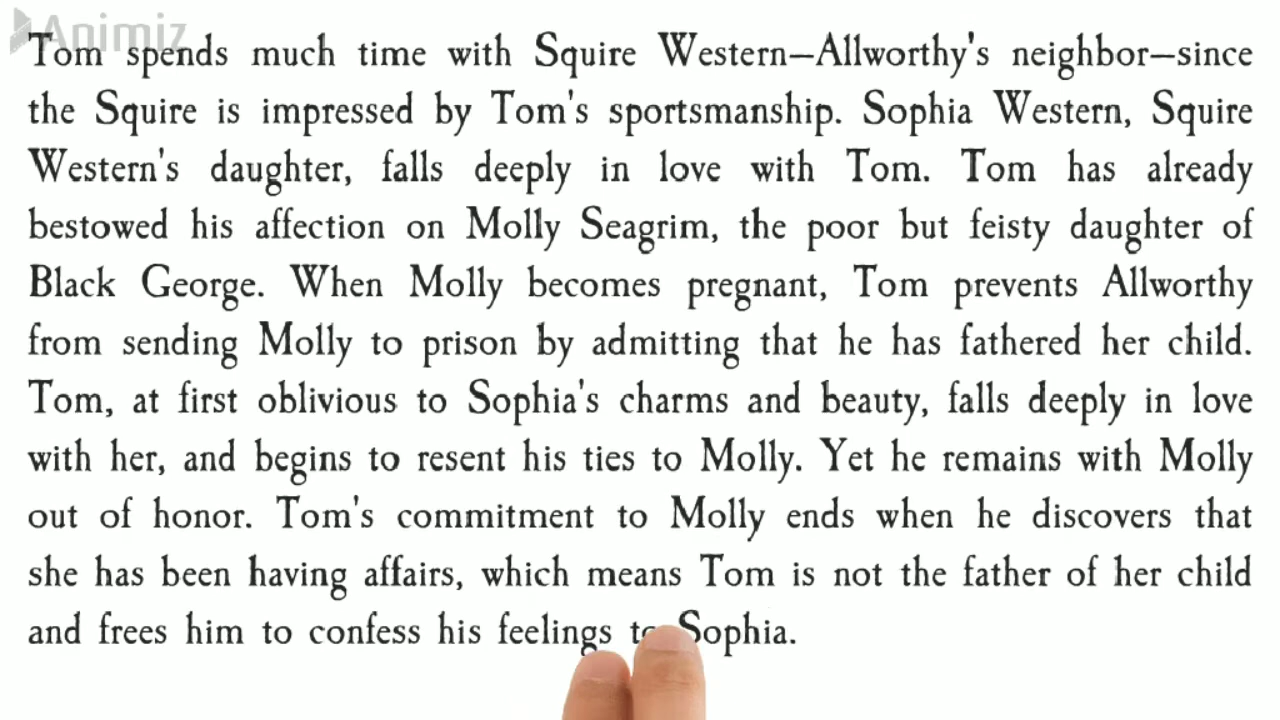 Animiz
Tom spends much time with Squire Western—Allworthy's neighbor—since
the Squire is impressed by Tom's sportsmanship. Sophia Western, Squire
Western's daughter, falls deeply in love with Tom. Tom has already
bestowed his affection on Molly Seagrim, the poor but feisty daughter of
Black George. When Molly becomes pregnant, Tom prevents Allworthy
from sending Molly to prison by admitting that he has fathered her child.
Tom, at first oblivious to Sophia's charms and beauty, falls deeply in love
with her, and begins to resent his ties to Molly. Yet he remains with Molly
out of honor. Tom's commitment to Molly ends when he discovers that
she has been having affairs, which means Tom is not the father of her child
and frees him to confess his feelings to Sophia.